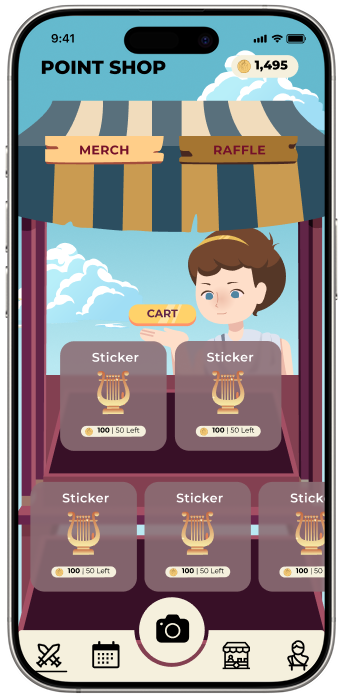 9:41
POINT SHOP
1,495
MERCH
RAFFLE
CART
Sticker
Sticker
100 | 50 Left
100 | 50 Left
Sticker
Sticker
Stick
100 | 50 Left
100 | 50 Left
100 | 50 Left